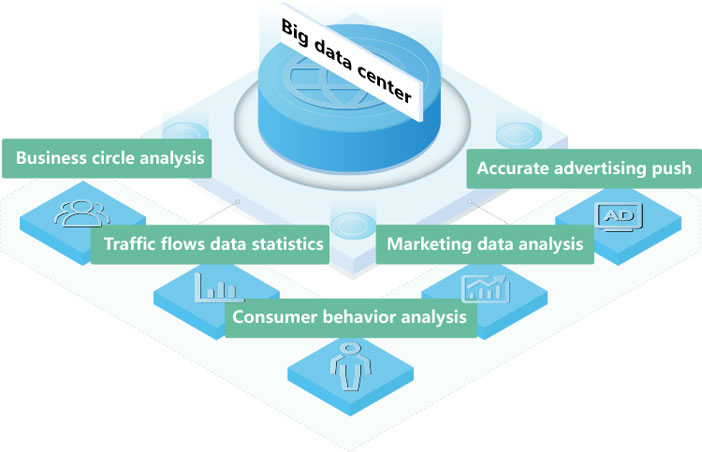 Big data center
Business circle analysis
Accurate advertising push
Traffic flows data statistics
Marketing data analysis
Consumer behavior analysis
AD